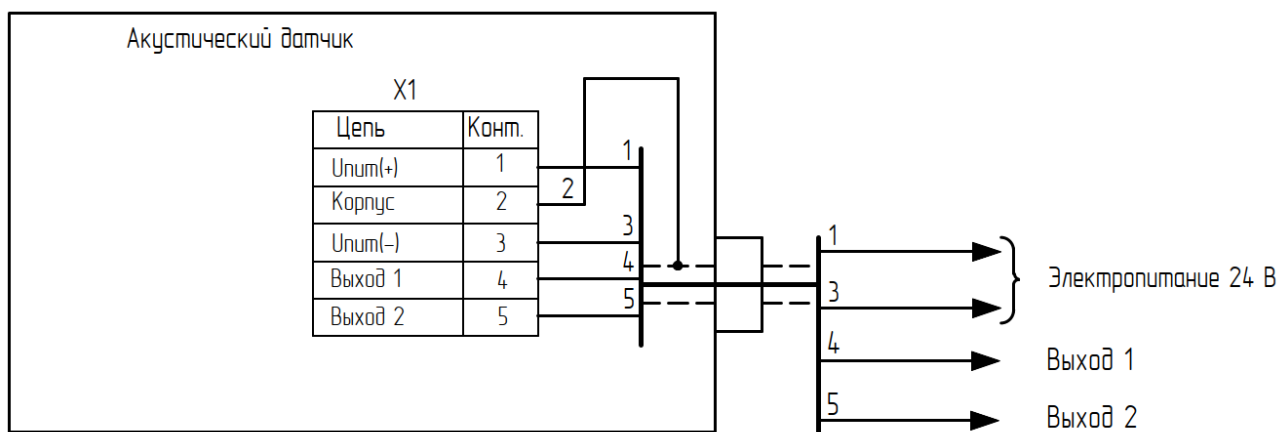 Акустический датчик
X1
Цепь Конт.
Uпит(+) 1
Корпус 2
Uпит(–) 3
Выход 1 4
Выход 2 5
1
2
3
4
5
1
3
4
5
Электропитание 24 В
Выход 1
Выход 2